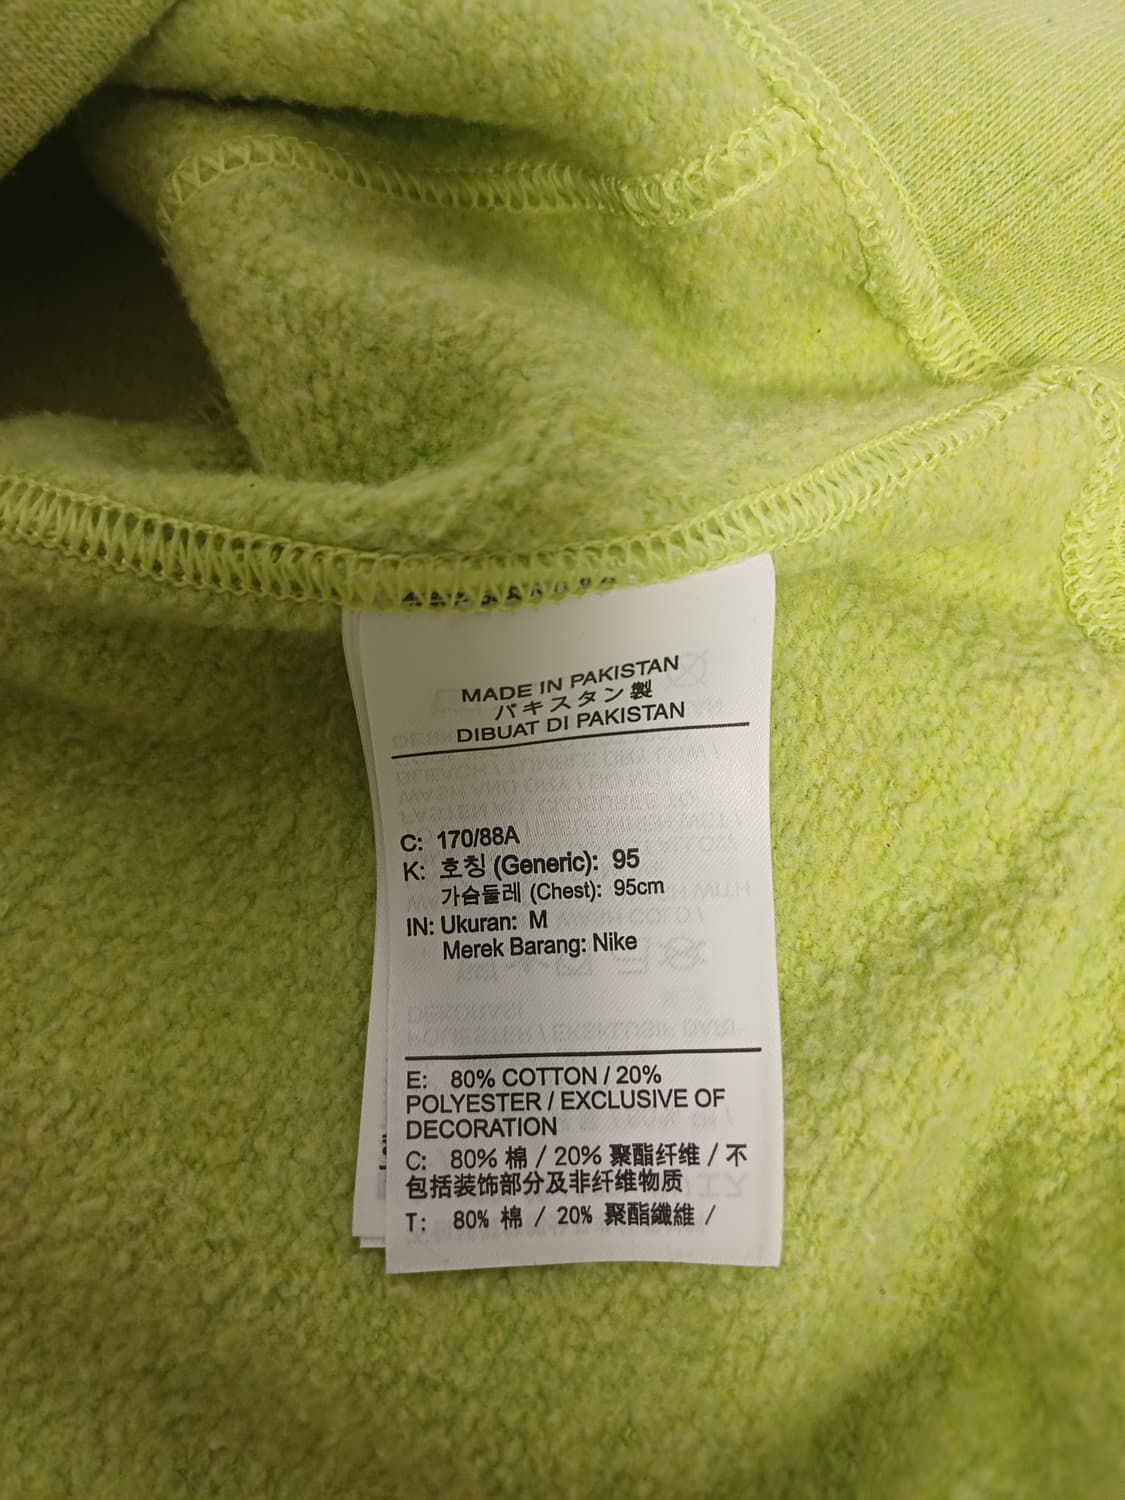 MADE IN PAKISTAN
パキスタン製
DIBUAT DI PAKISTAN
C: 170/88A
K: 호칭 (Generic): 95
가슴둘레 (Chest): 95cm
IN: Ukuran: M
Merek Barang: Nike
E: 80% COTTON / 20%
POLYESTER / EXCLUSIVE OF
DECORATION
C: 80% 棉 / 20% 聚酯纤维 / 不
包括装饰部分及非纤维物质
T: 80% 棉 / 20% 聚酯纖維 /